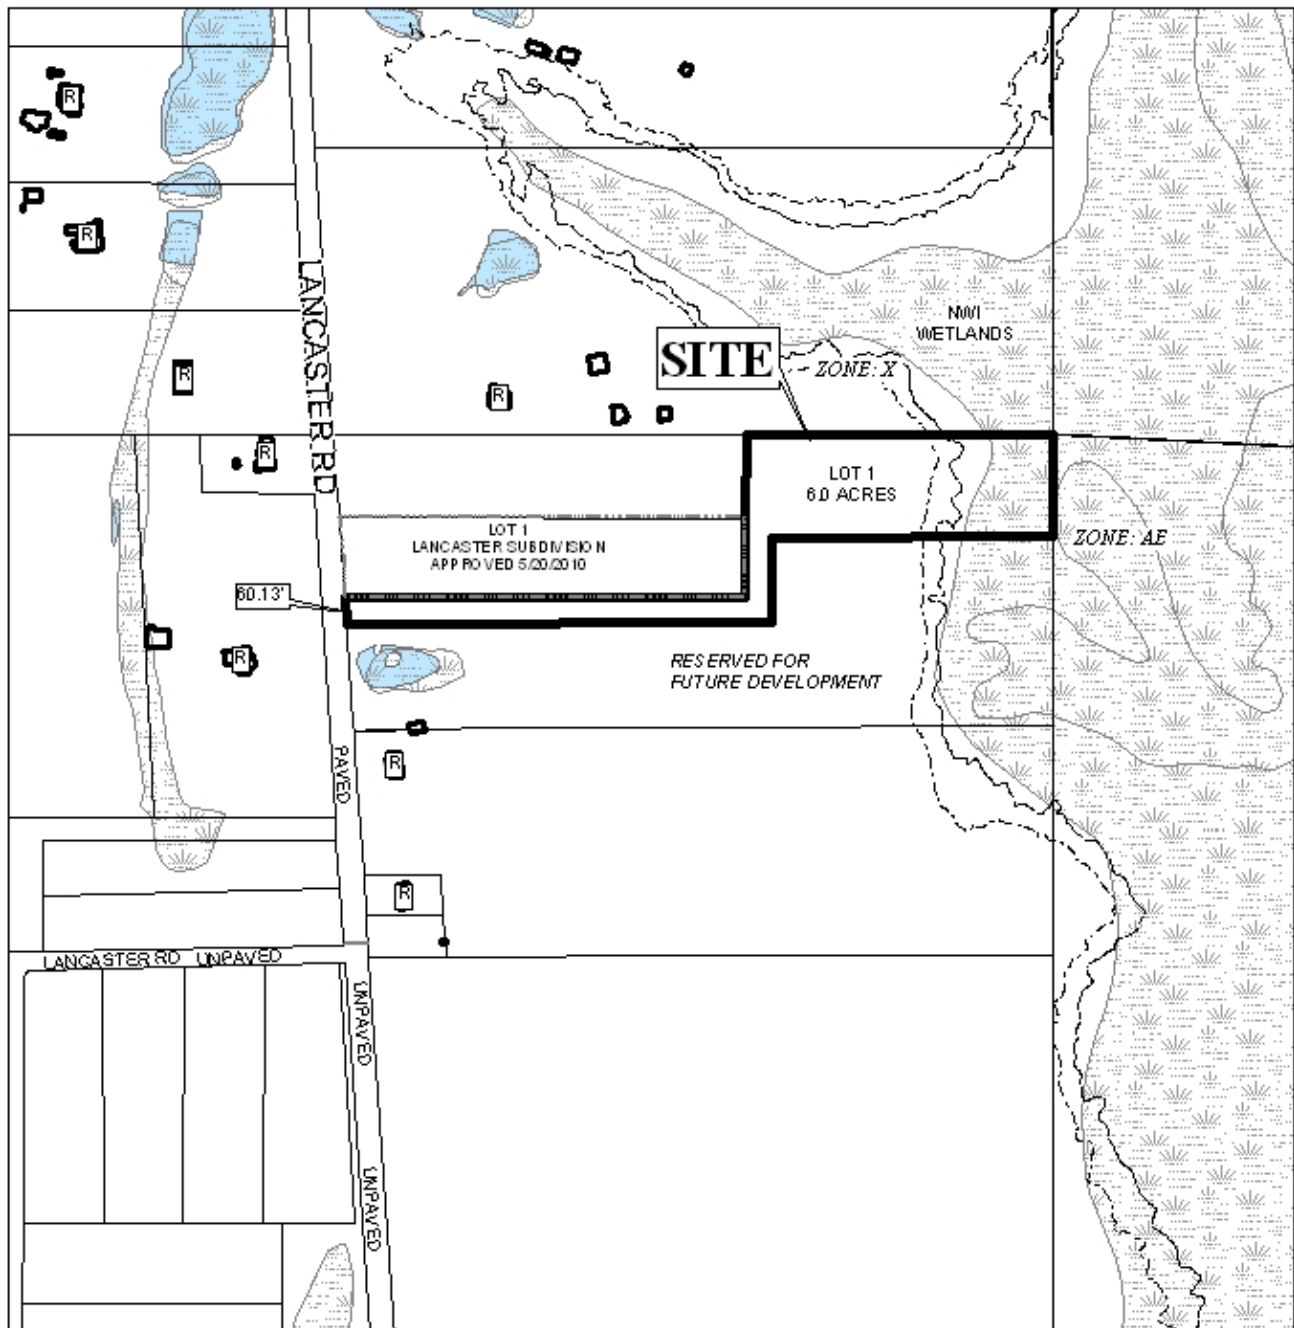 R
R
LANCASTER RD
NWI
WETLANDS
SITE
ZONE: X
R
R
R
LOT 1
6.0 ACRES
LOT 1
LANCASTER SUBDIVISION
APPROVED 5/20/2010
ZONE: AE
60.13'
R
RESERVED FOR
FUTURE DEVELOPMENT
PAVED
R
R
LANCASTER RD UNPAVED
UNPAVED
UNPAVED